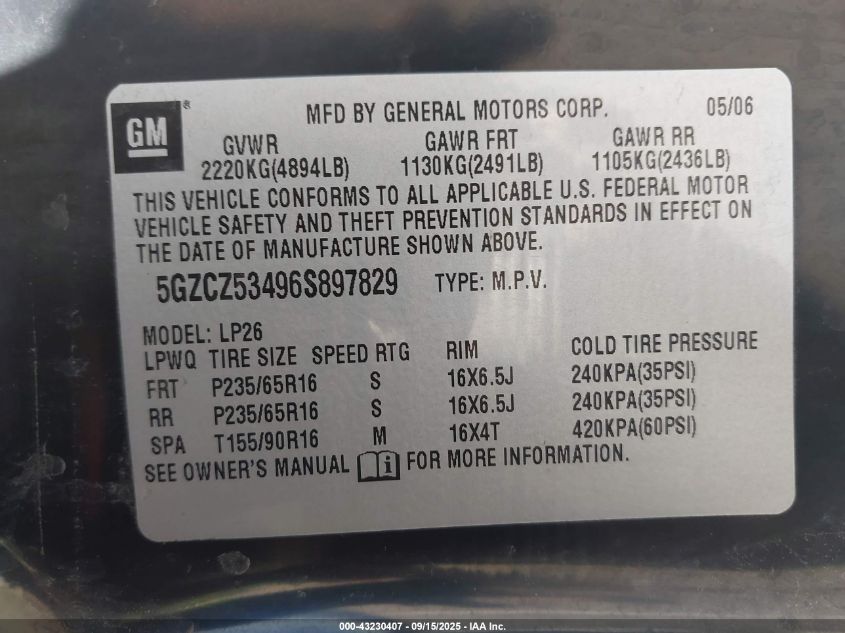 GM ®
MFD BY GENERAL MOTORS CORP. 05/06
GVWR GAWR FRT GAWR RR
2220KG(4894LB) 1130KG(2491LB) 1105KG(2436LB)
THIS VEHICLE CONFORMS TO ALL APPLICABLE U.S. FEDERAL MOTOR
VEHICLE SAFETY AND THEFT PREVENTION STANDARDS IN EFFECT ON
THE DATE OF MANUFACTURE SHOWN ABOVE.
5GZCZ53496S897829 TYPE: M.P.V.
MODEL: LP26
LPWQ TIRE SIZE SPEED RTG RIM COLD TIRE PRESSURE
FRT P235/65R16 S 16X6.5J 240KPA(35PSI)
RR P235/65R16 S 16X6.5J 240KPA(35PSI)
SPA T155/90R16 M 16X4T 420KPA(60PSI)
SEE OWNER'S MANUAL i FOR MORE INFORMATION.
000-43230407 - 09/15/2025 - IAA Inc.